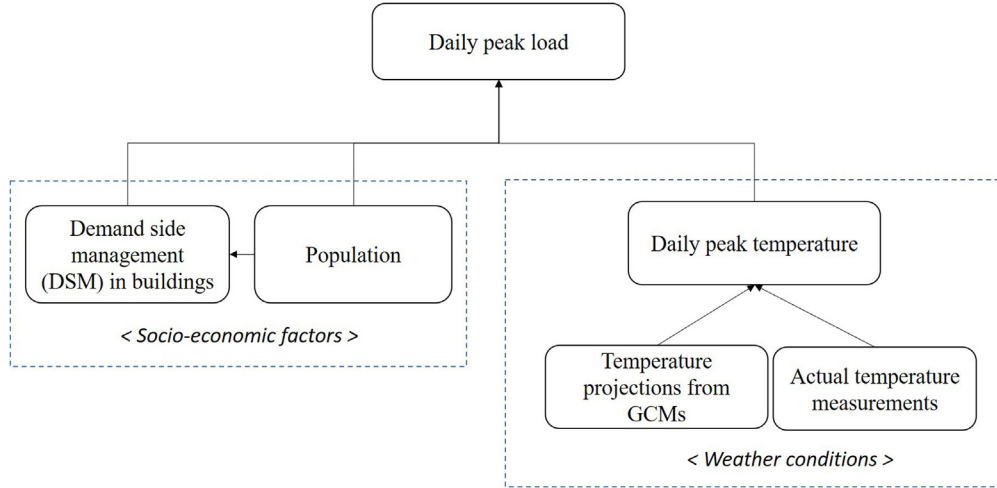 Daily peak load
Demand side
management
(DSM) in buildings
Population
< Socio-economic factors >
Daily peak temperature
Temperature
projections from
GCMs
Actual temperature
measurements
< Weather conditions >